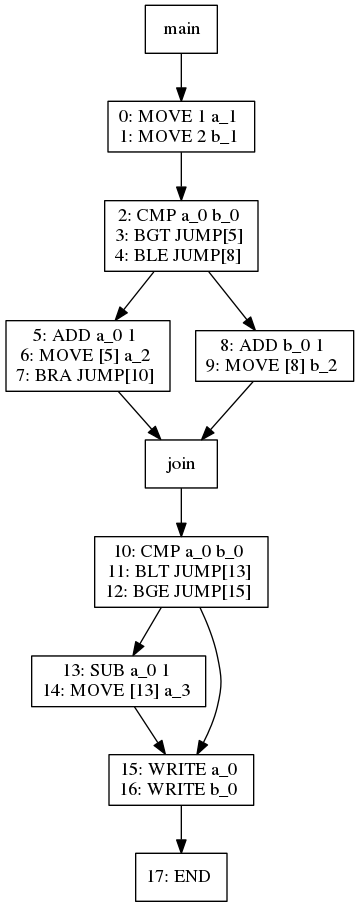 main
0: MOVE 1 a_1
1: MOVE 2 b_1
2: CMP a_0 b_0
3: BGT JUMP[5]
4: BLE JUMP[8]
5: ADD a_0 1
6: MOVE [5] a_2
7: BRA JUMP[10]
8: ADD b_0 1
9: MOVE [8] b_2
join
10: CMP a_0 b_0
11: BLT JUMP[13]
12: BGE JUMP[15]
13: SUB a_0 1
14: MOVE [13] a_3
15: WRITE a_0
16: WRITE b_0
17: END